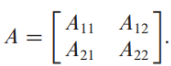 A = [ A₁₁ A₁₂
A₂₁ A₂₂ ].